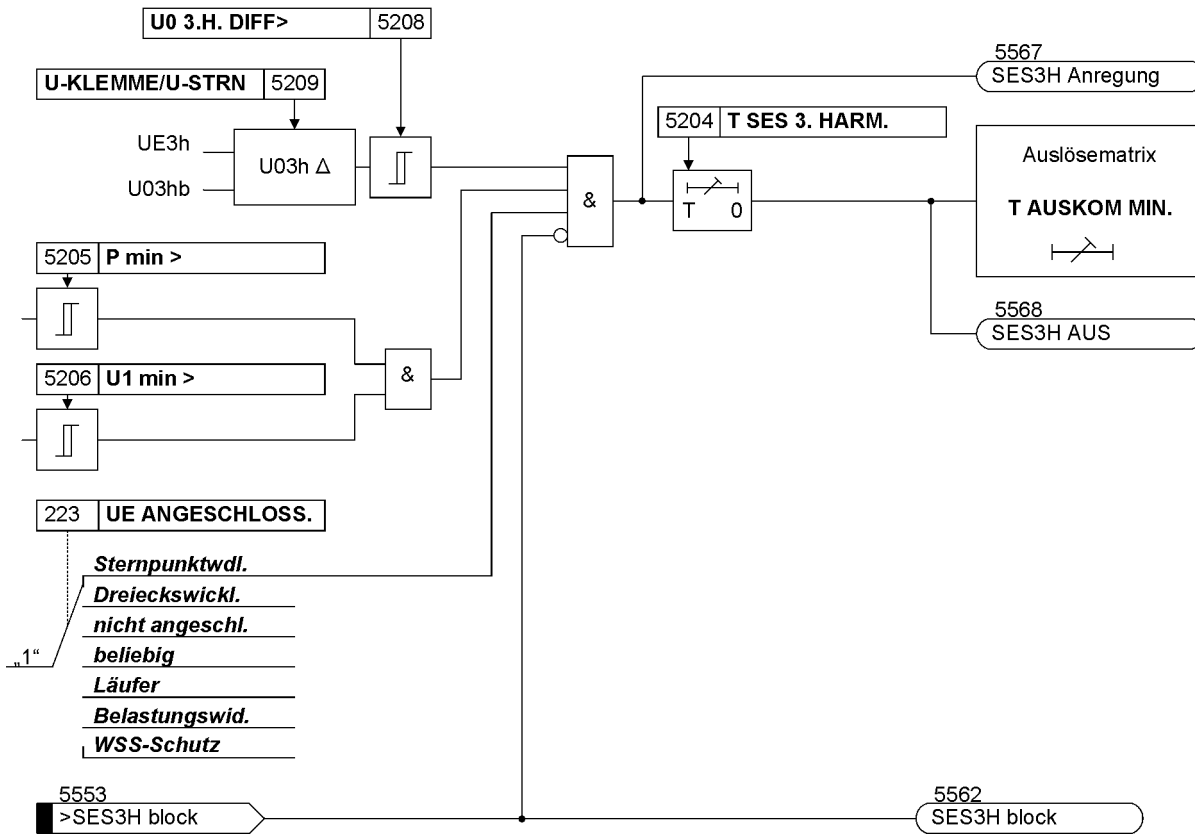 U0 3.H. DIFF> 5208
U-KLEMME/U-STRN 5209
UE3h
U03hb
U03h Δ
5205 P min >
5206 U1 min >
&
&
5204 T SES 3. HARM.
T 0
5567
SES3H Anregung
Auslösematrix
T AUSKOM MIN.
5568
SES3H AUS
223 UE ANGESCHLOSS.
Sternpunktwdl.
Dreieckswickl.
nicht angeschl.
beliebig
Läufer
Belastungswid.
WSS-Schutz
„1“
5553
>SES3H block
5562
SES3H block